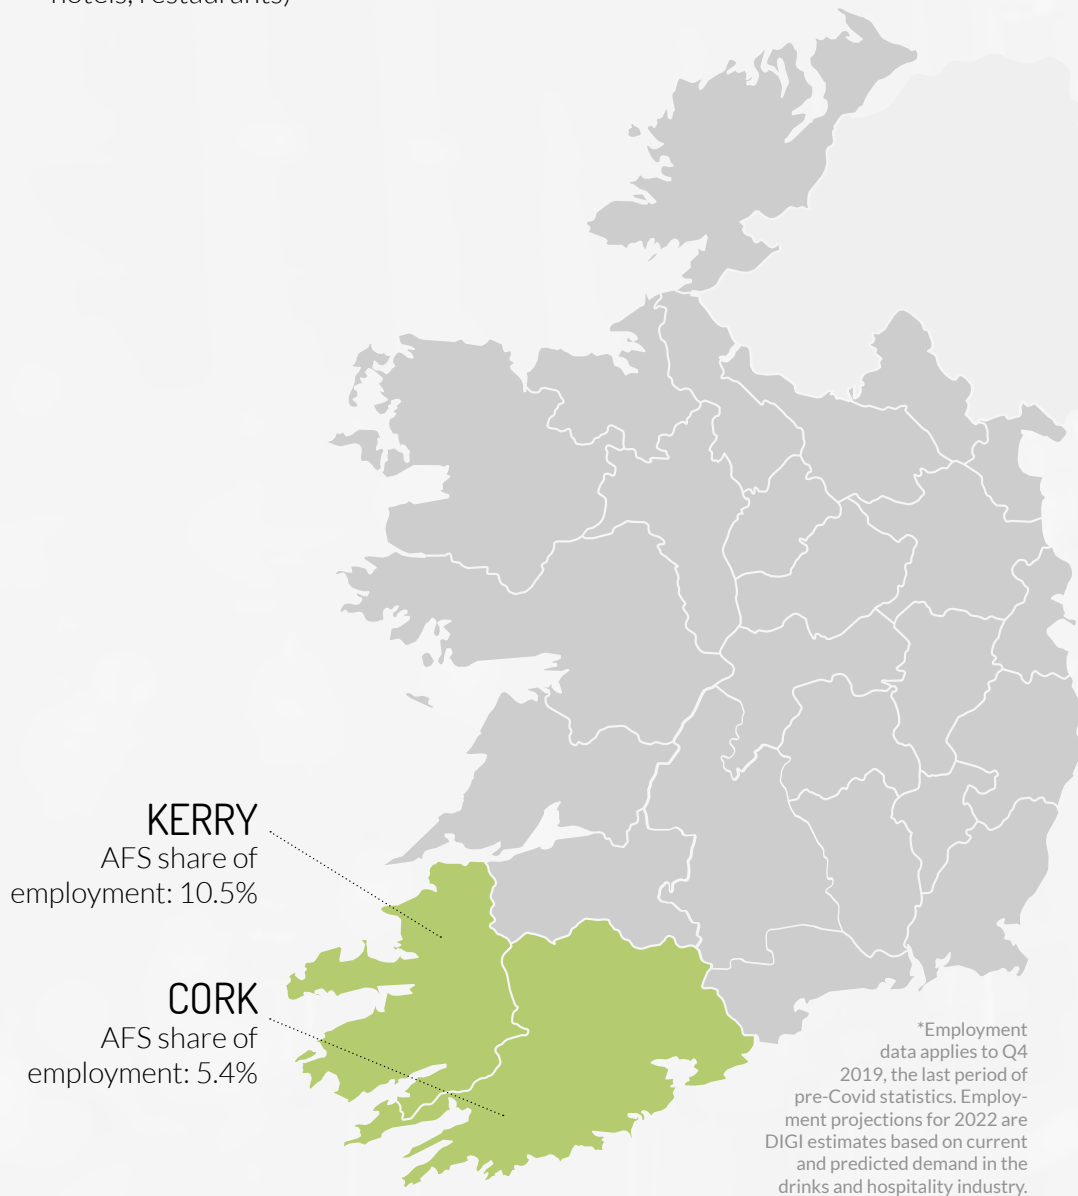 hotels, restaurants)
KERRY
AFS share of
employment: 10.5%
CORK
AFS share of
employment: 5.4%
*Employment
data applies to Q4
2019, the last period of
pre-Covid statistics. Employ-
ment projections for 2022 are
DIGI estimates based on current
and predicted demand in the
drinks and hospitality industry.